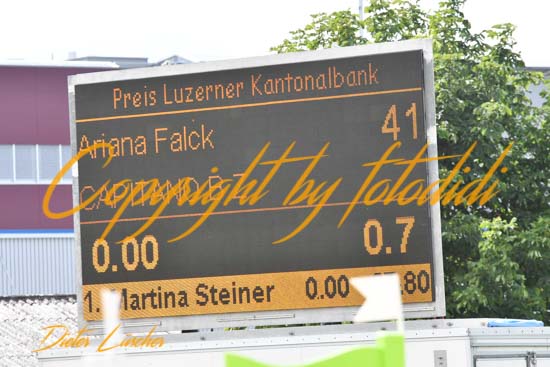 Preis Luzerner Kantonalbank
Ariana Falck 41
Copyright by fotodidi
0.00 0.7
1. Martina Steiner 0.00 .80
Dieter Lüscher